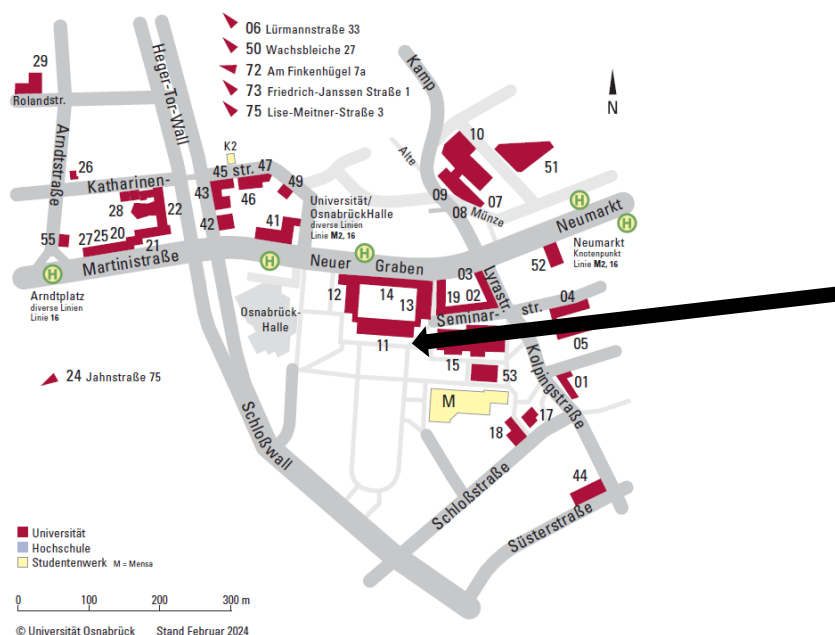 06 Lürmannstraße 33
50 Wachsbleiche 27
72 Am Finkenhügel 7a
73 Friedrich-Janssen Straße 1
75 Lise-Meitner-Straße 3
29
Rolandstr.
Heger-Tor-Wall
Kamp
N
K2
Arndtstraße
26
Katharinen-
45 str. 47
43
46
49
42
41
28
22
20
21
55
27 25
Martinistraße
Universität/
OsnabrückHalle
diverse Linien
Linie M2, 16
Alte
10
51
09
07
08 Münze
Neumarkt
H
H
Neumarkt
Knotenpunkt
Linie M2, 16
52
H
Arndtplatz
diverse Linien
Linie 16
H
H
Neuer Graben
03
Lyrastr.
12
14
13
19 02
Seminar-
str.
04
05
Osnabrück-
Halle
11
15
53
M
Kolpingstraße
01
17
18
24 Jahnstraße 75
Schloßwall
Schloßstraße
44
Süsterstraße
Universität
Hochschule
Studentenwerk M = Mensa
0 100 200 300 m
© Universität Osnabrück Stand Februar 2024